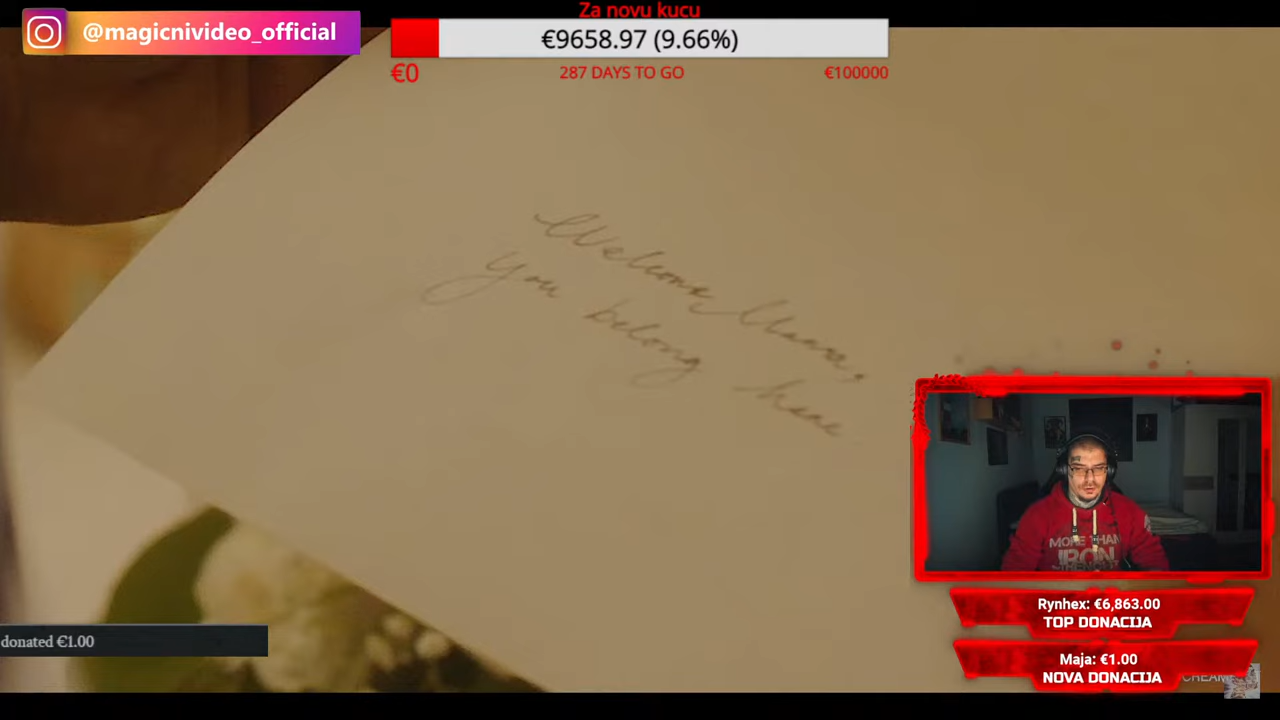 @magicnivideo_official
Za novu kucu
€9658.97 (9.66%)
€0
287 DAYS TO GO
€100000
Welcome
you belong here
MORE THAN
IRON
donated €1.00
Rynhex: €6,863.00
TOP DONACIJA
Maja: €1.00
NOVA DONACIJA